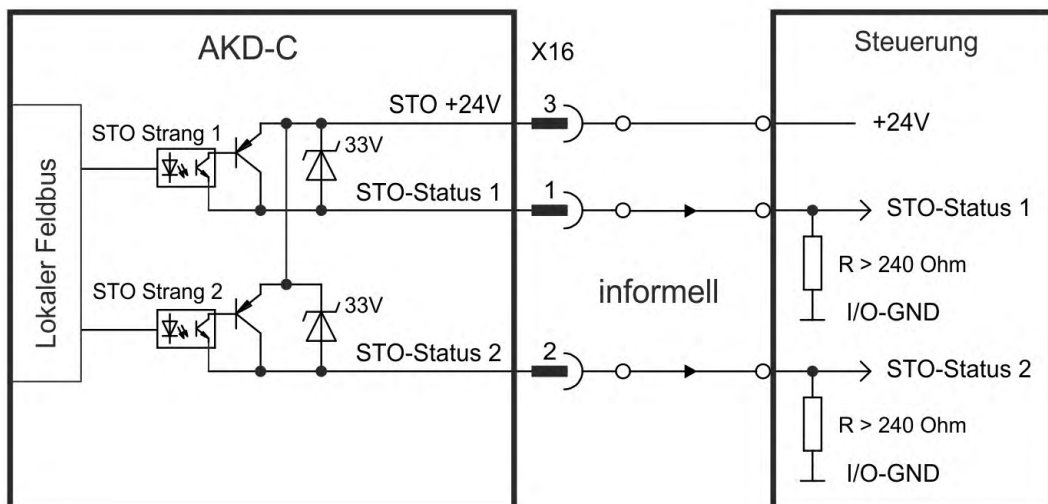 AKD-C
X16
Steuerung
STO +24V
3
+24V
STO Strang 1
33V
STO-Status 1
1
STO-Status 1
R > 240 Ohm
I/O-GND
Lokaler Feldbus
informell
STO Strang 2
33V
STO-Status 2
2
STO-Status 2
R > 240 Ohm
I/O-GND